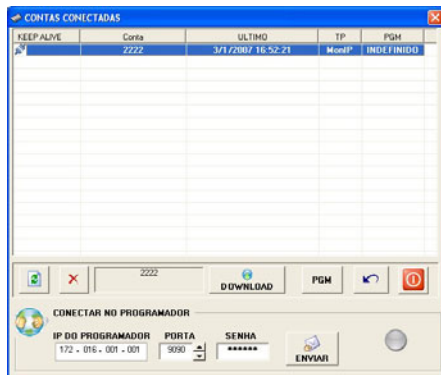 CONTAS CONECTADAS
KEEP ALIVE Conta ULTIMO TP PGM
2222 3/1/2007 16:52:21 MonIP INDEFINIDO
2222 DOWNLOAD PGM
CONECTAR NO PROGRAMADOR
IP DO PROGRAMADOR PORTA SENHA
172 - 016 - 001 - 001 9090 ******
ENVIAR